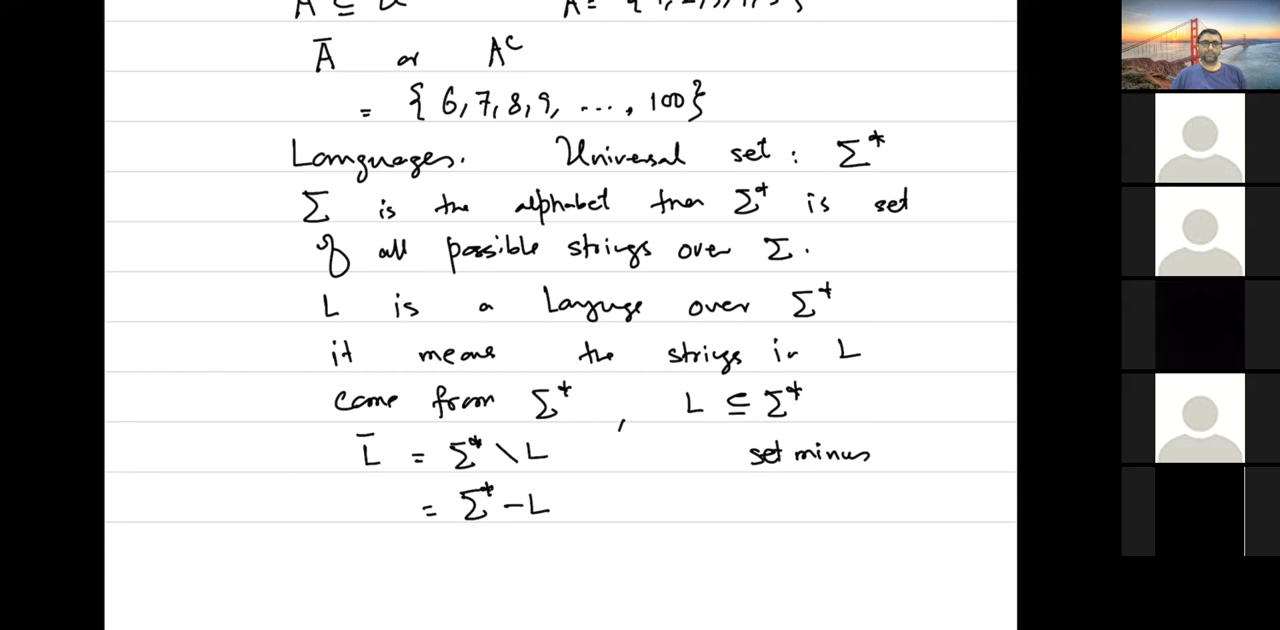 A ⊆ U A = {
Ā or Aᶜ
= { 6, 7, 8, 9, ..., 100}
Languages. Universal set : Σ*
Σ is the alphabet then Σ* is set
of all possible strings over Σ.
L is a Language over Σ*
it means the strings in L
come from Σ* , L ⊆ Σ*
L̄ = Σ* \ L set minus
= Σ* - L